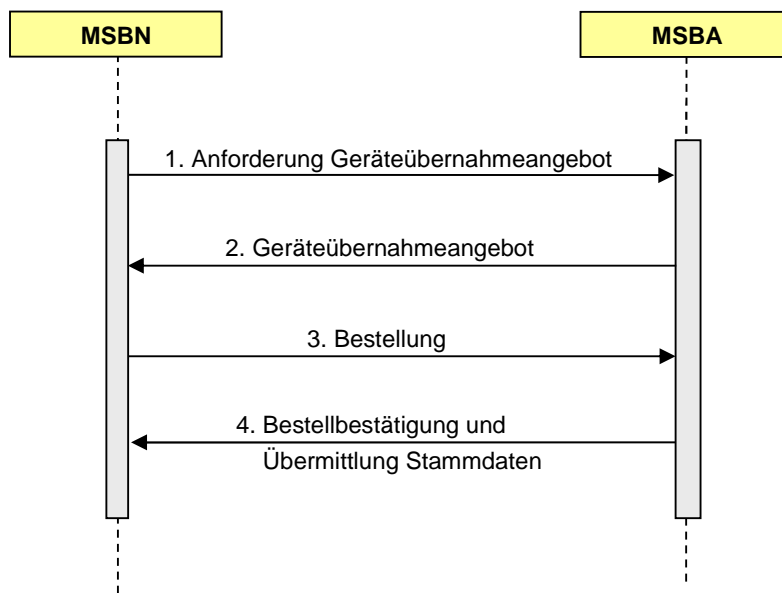 MSBN
MSBA
1. Anforderung Geräteübernahmeangebot
2. Geräteübernahmeangebot
3. Bestellung
4. Bestellbestätigung und
Übermittlung Stammdaten